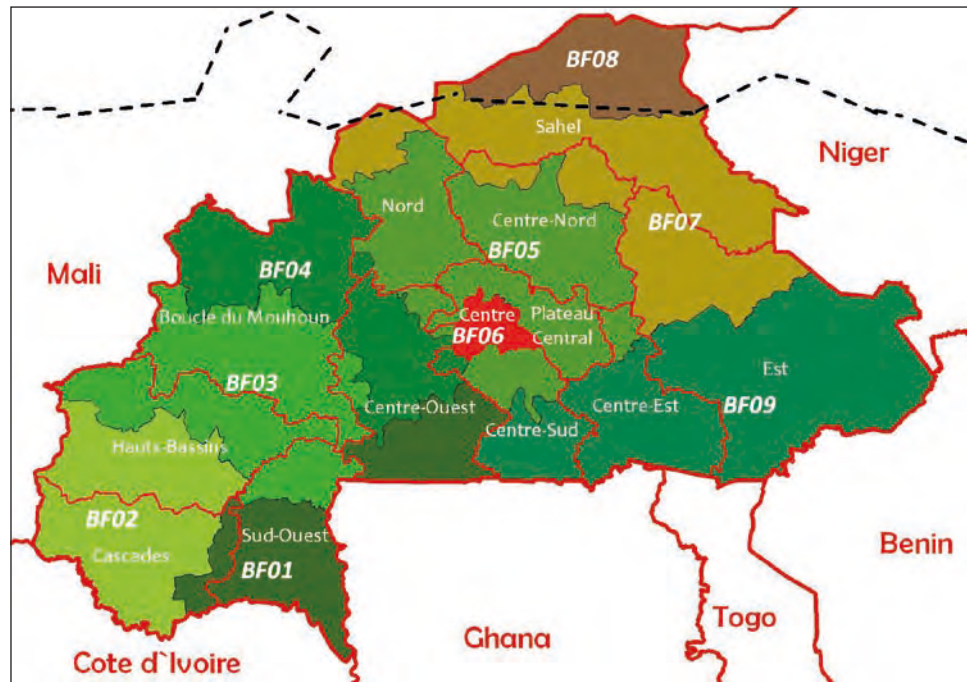 BF08
Sahel
Niger
Nord
Centre-Nord
BF07
BF05
Mali
BF04
Boucle du Mouhoun
Centre
Plateau
BF06
Central
Est
BF03
Centre-Ouest
Centre-Est
BF09
Centre-Sud
Hauts-Bassins
BF02
Cascades
Sud-Ouest
BF01
Benin
Togo
Ghana
Cote d`Ivoire